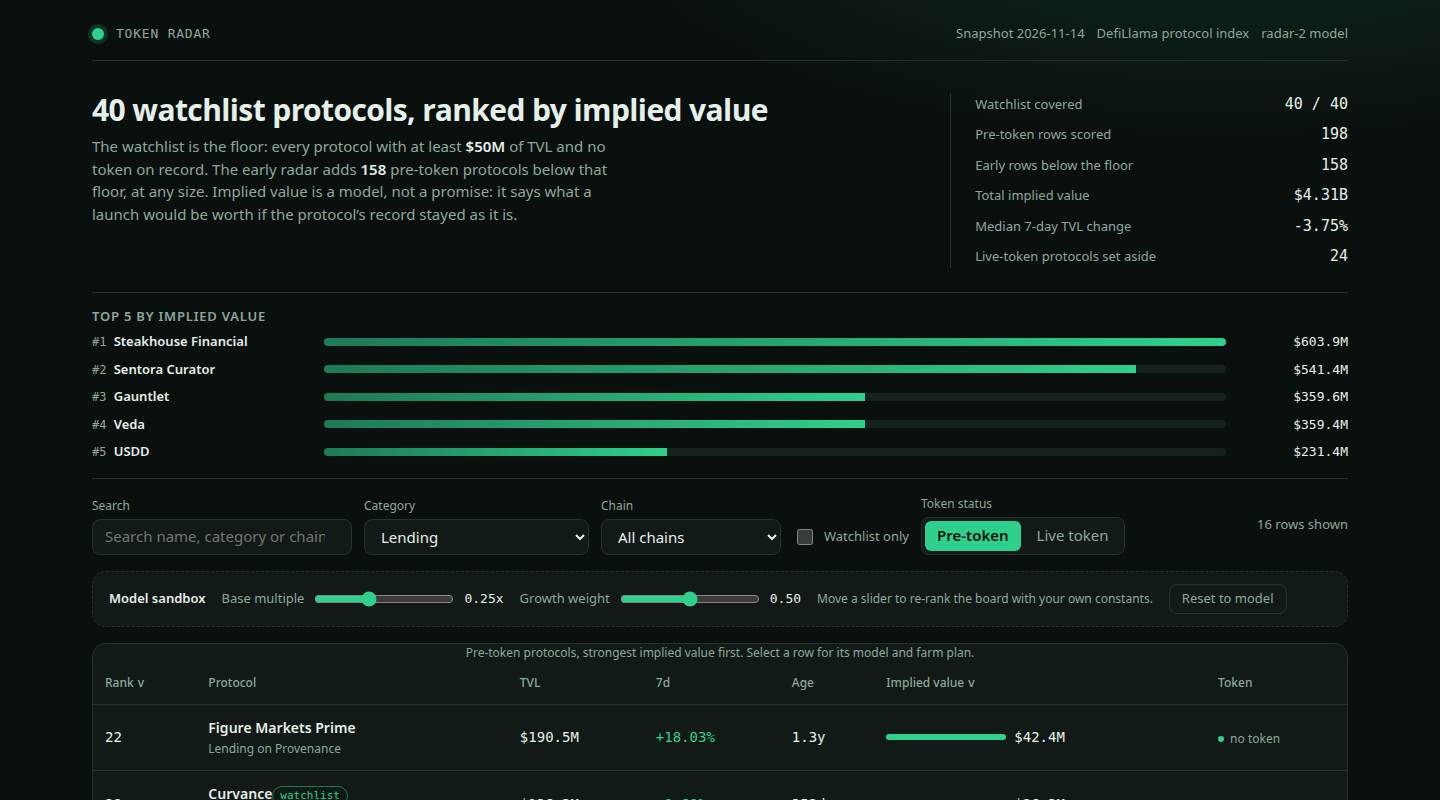 TOKEN RADAR
Snapshot 2026-11-14 DefiLlama protocol index radar-2 model
40 watchlist protocols, ranked by implied value
The watchlist is the floor: every protocol with at least $50M of TVL and no
token on record. The early radar adds 158 pre-token protocols below that
floor, at any size. Implied value is a model, not a promise: it says what a
launch would be worth if the protocol’s record stayed as it is.
Watchlist covered 40 / 40
Pre-token rows scored 198
Early rows below the floor 158
Total implied value $4.31B
Median 7-day TVL change -3.75%
Live-token protocols set aside 24
TOP 5 BY IMPLIED VALUE
#1 Steakhouse Financial $603.9M
#2 Sentora Curator $541.4M
#3 Gauntlet $359.6M
#4 Veda $359.4M
#5 USDD $231.4M
Search Category Chain Token status
Search name, category or chain Lending All chains Watchlist only Pre-token Live token 16 rows shown
Model sandbox Base multiple 0.25x Growth weight 0.50 Move a slider to re-rank the board with your own constants. Reset to model
Pre-token protocols, strongest implied value first. Select a row for its model and farm plan.
Rank v Protocol TVL 7d Age Implied value v Token
22 Figure Markets Prime $190.5M +18.03% 1.3y $42.4M no token
Lending on Provenance
Curvance watchlist